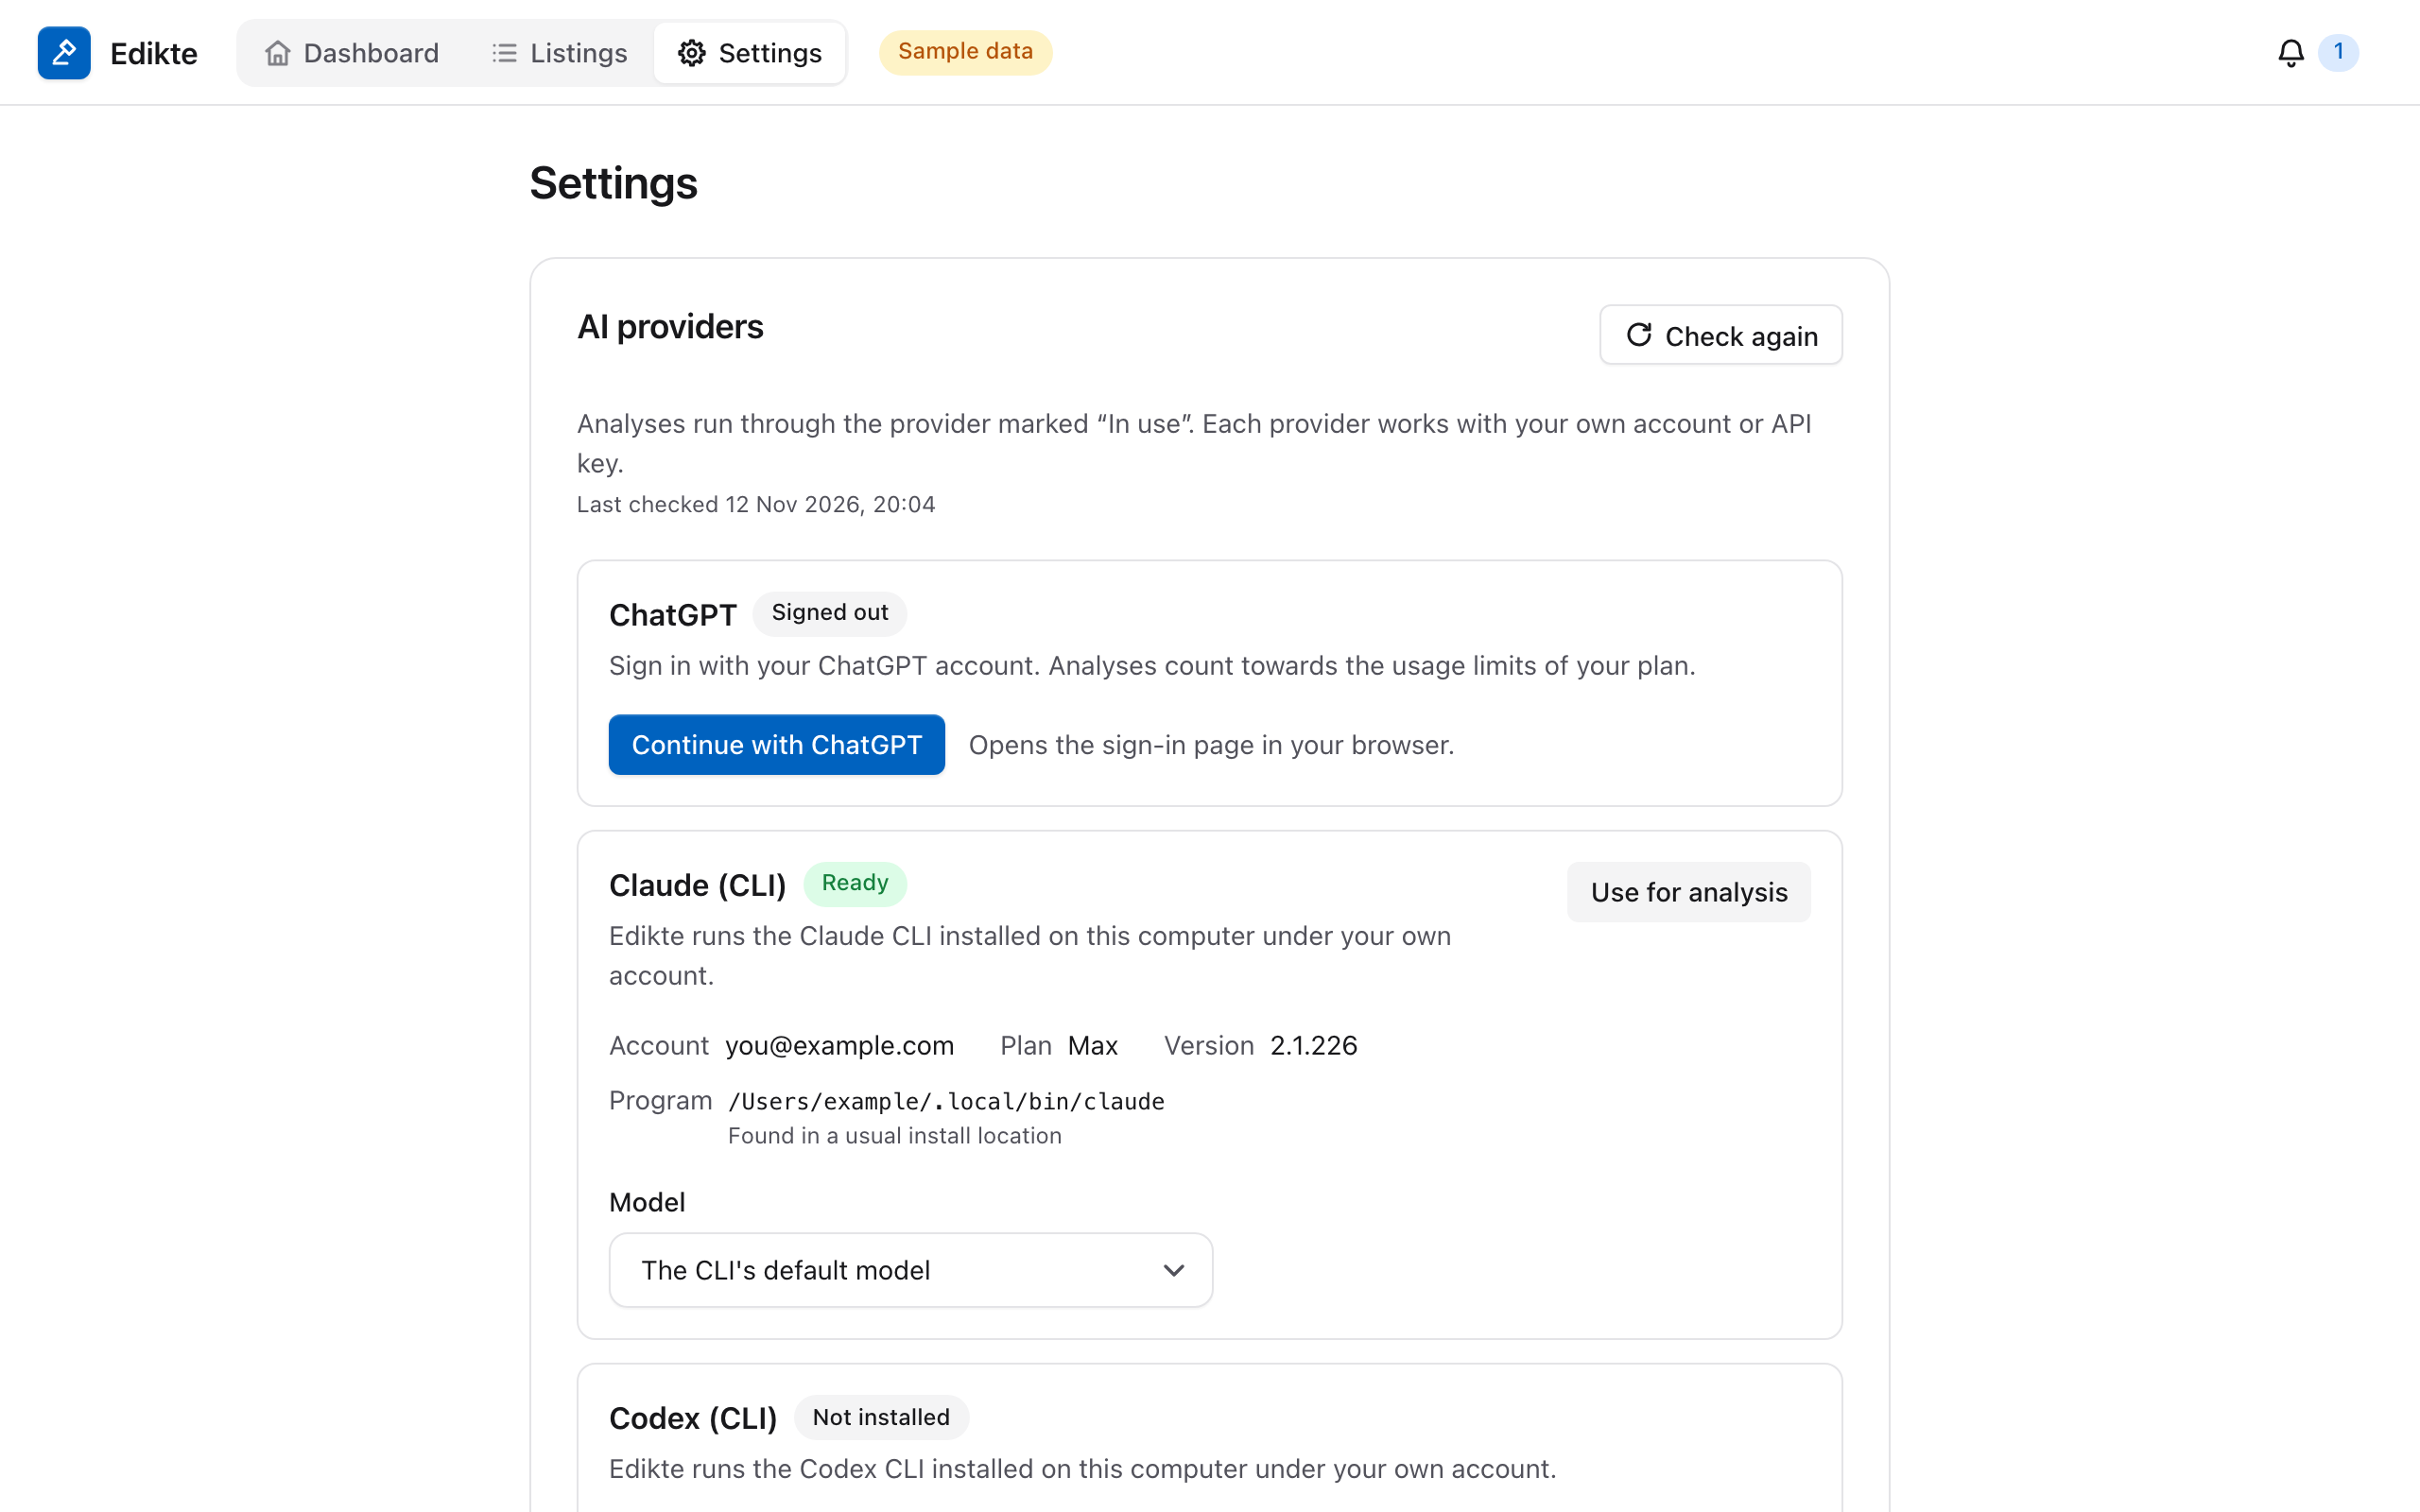 Edikte
Dashboard
Listings
Settings
Sample data
1
Settings
AI providers
Check again
Analyses run through the provider marked “In use”. Each provider works with your own account or API
key.
Last checked 12 Nov 2026, 20:04
ChatGPT
Signed out
Sign in with your ChatGPT account. Analyses count towards the usage limits of your plan.
Continue with ChatGPT
Opens the sign-in page in your browser.
Claude (CLI)
Ready
Use for analysis
Edikte runs the Claude CLI installed on this computer under your own
account.
Account you@example.com Plan Max Version 2.1.226
Program /Users/example/.local/bin/claude
Found in a usual install location
Model
The CLI's default model
Codex (CLI)
Not installed
Edikte runs the Codex CLI installed on this computer under your own account.